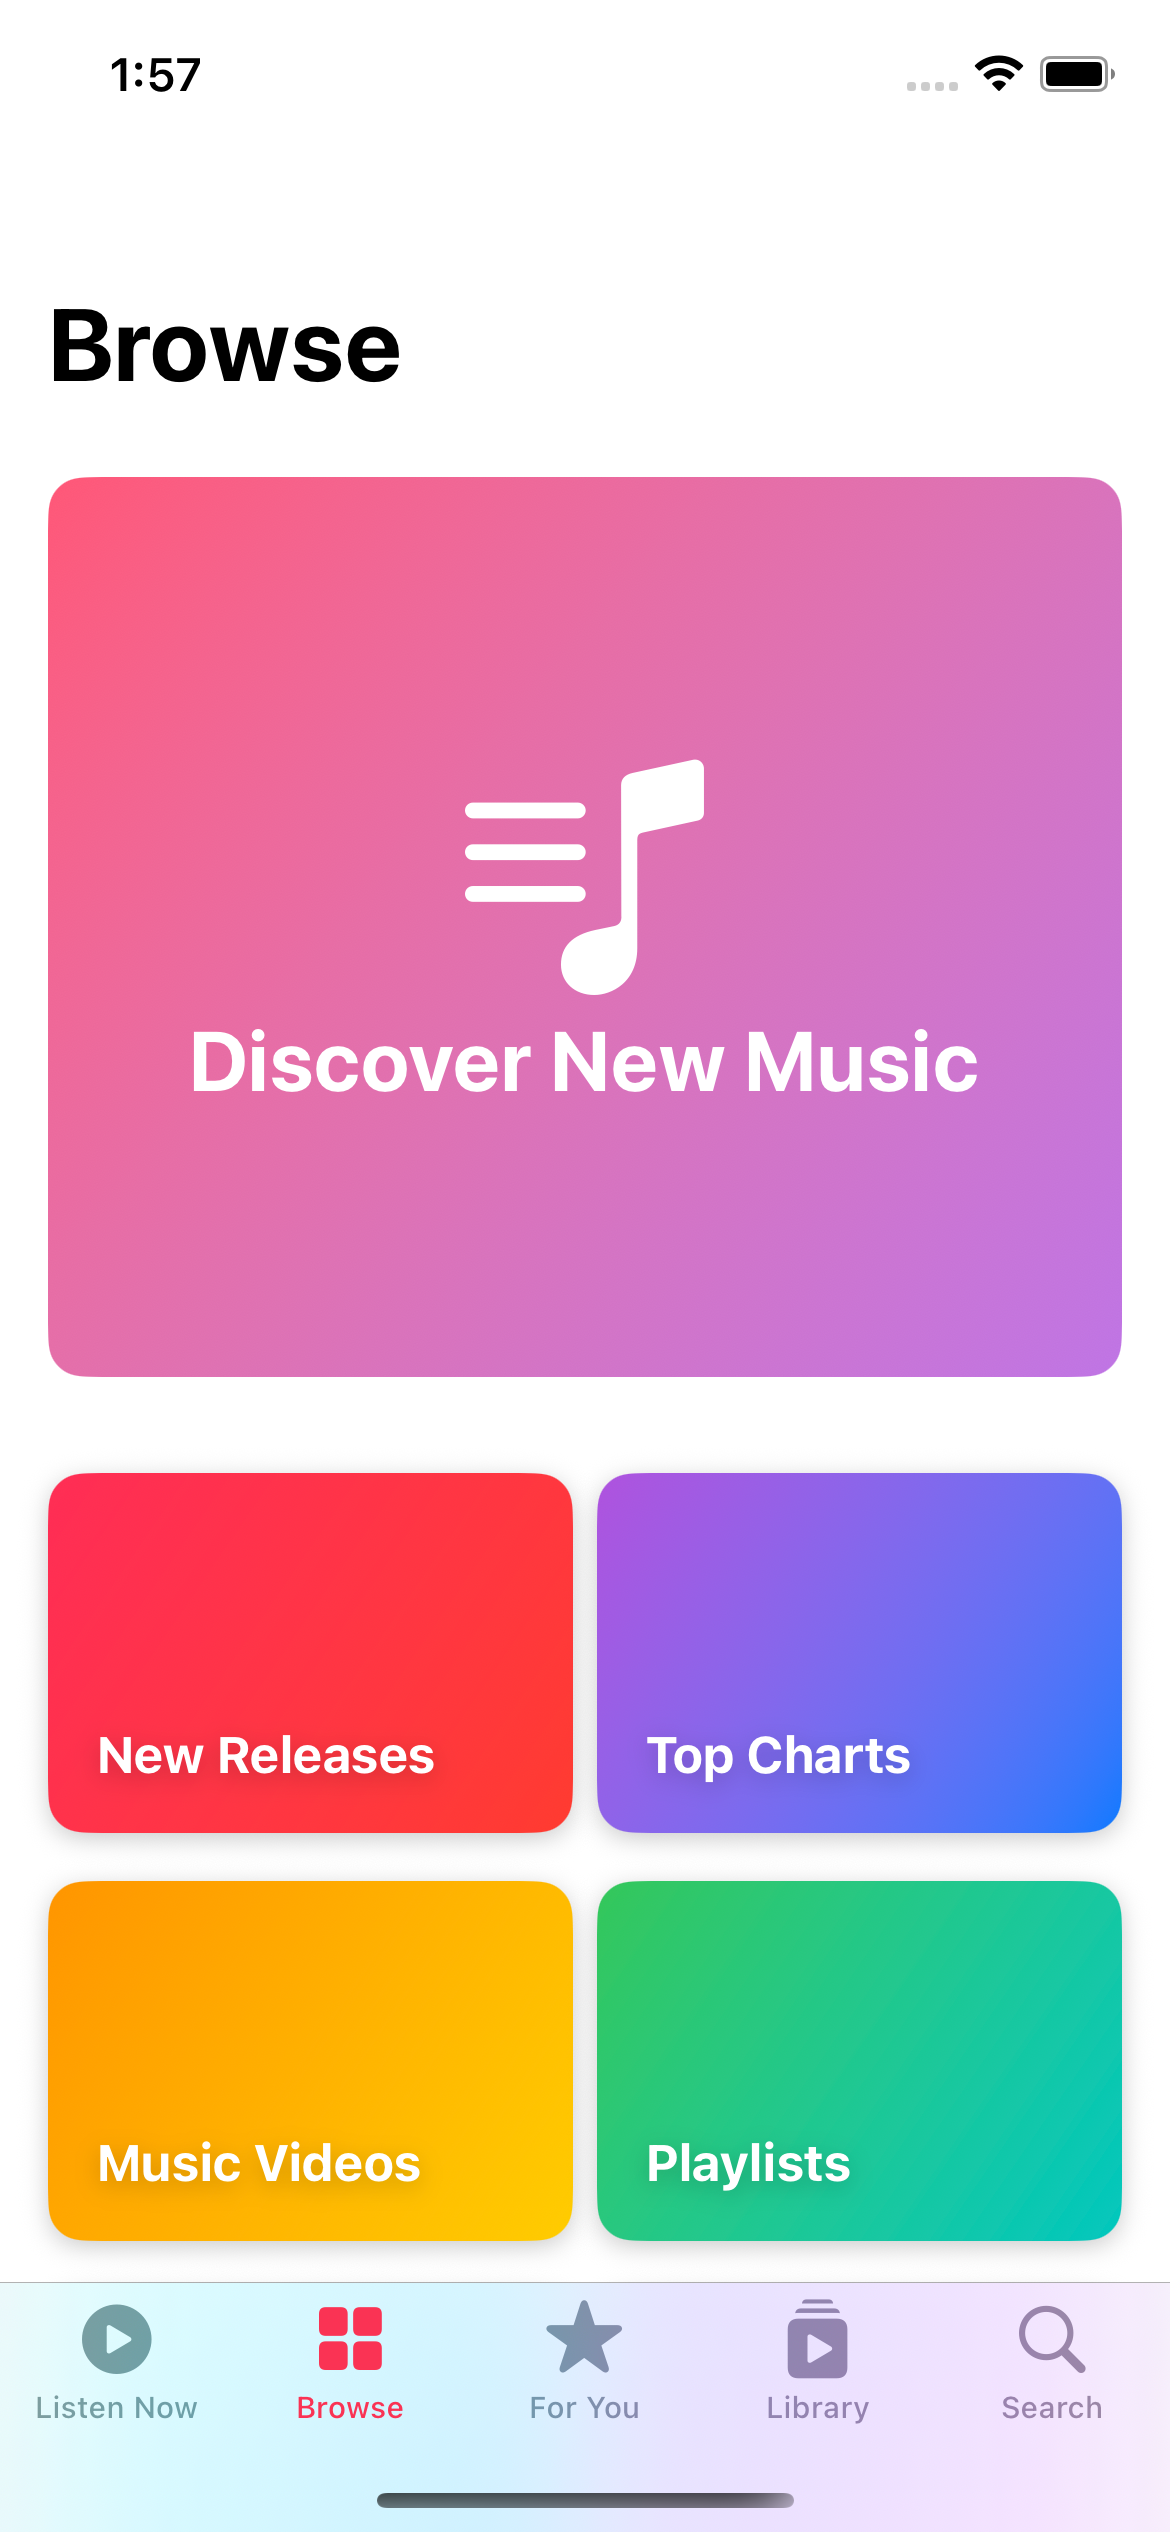 1:57
Browse
Discover New Music
New Releases
Top Charts
Music Videos
Playlists
Listen Now
Browse
For You
Library
Search